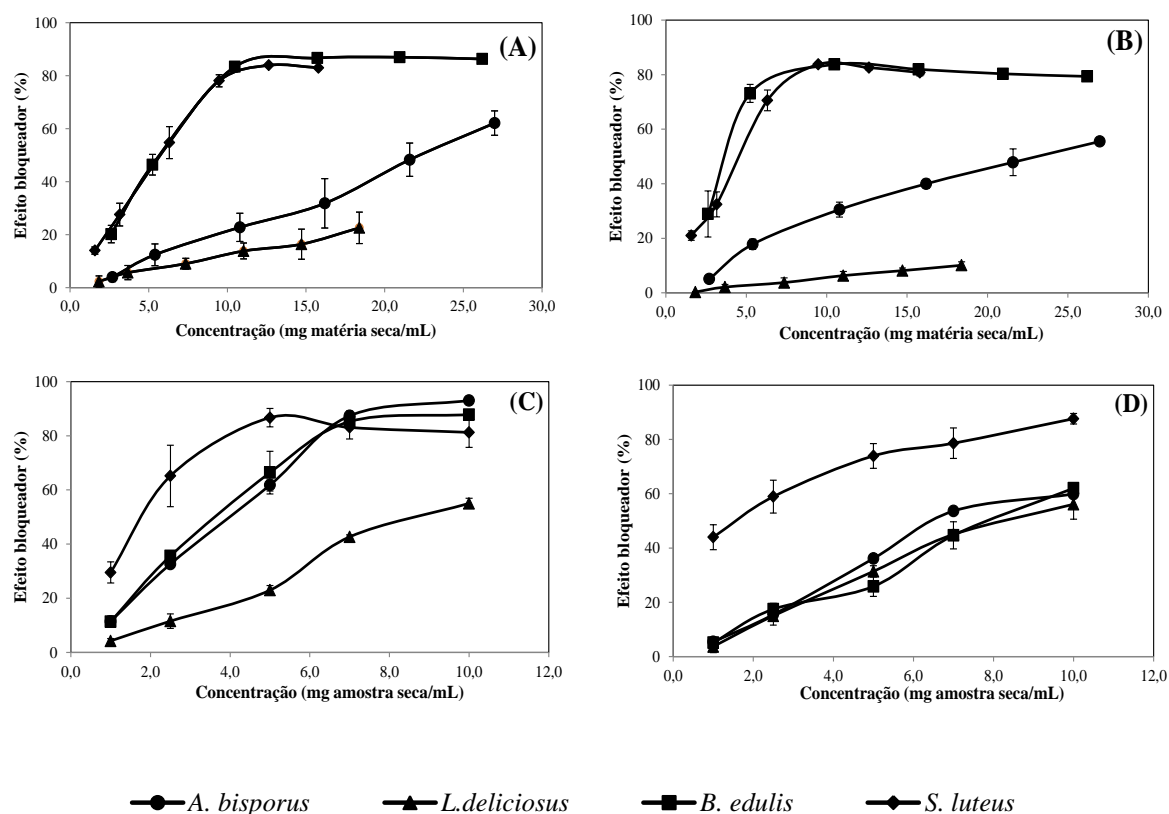 Efeito bloqueador (%)
100
80
60
40
20
0
0,0 5,0 10,0 15,0 20,0 25,0 30,0
Concentração (mg matéria seca/mL)
(A)
Efeito bloqueador (%)
100
80
60
40
20
0
0,0 5,0 10,0 15,0 20,0 25,0 30,0
Concentração (mg matéria seca/mL)
(B)
Efeito bloqueador (%)
100
80
60
40
20
0
0,0 2,0 4,0 6,0 8,0 10,0 12,0
Concentração (mg amostra seca/mL)
(C)
Efeito bloqueador (%)
100
80
60
40
20
0
0,0 2,0 4,0 6,0 8,0 10,0 12,0
Concentração (mg amostra seca/mL)
(D)
A. bisporus L.deliciosus B. edulis S. luteus